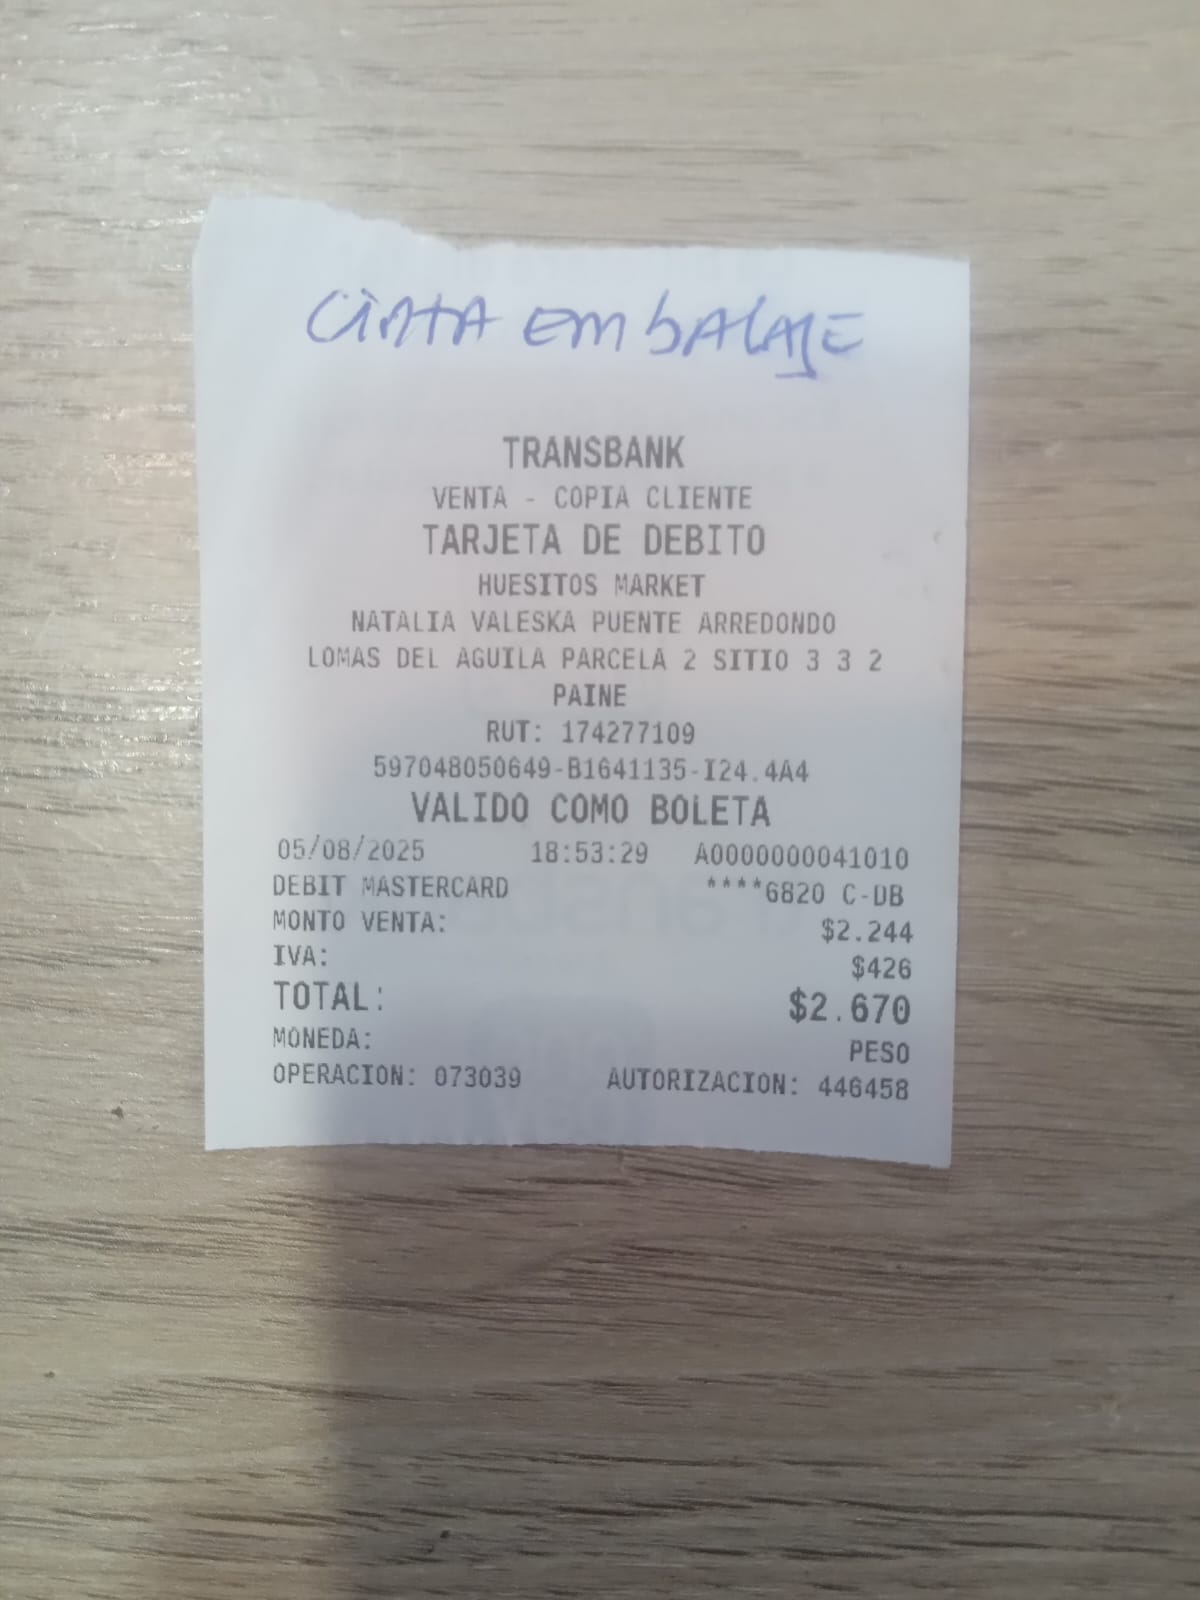 CINTA EMBALAJE
TRANSBANK
VENTA - COPIA CLIENTE
TARJETA DE DEBITO
HUESITOS MARKET
NATALIA VALESKA PUENTE ARREDONDO
LOMAS DEL AGUILA PARCELA 2 SITIO 3 3 2
PAINE
RUT: 174277109
597048050649-B1641135-I24.4A4
VALIDO COMO BOLETA
05/08/2025 18:53:29 A0000000041010
DEBIT MASTERCARD ****6820 C-DB
MONTO VENTA: $2.244
IVA: $426
TOTAL: $2.670
MONEDA: PESO
OPERACION: 073039 AUTORIZACION: 446458